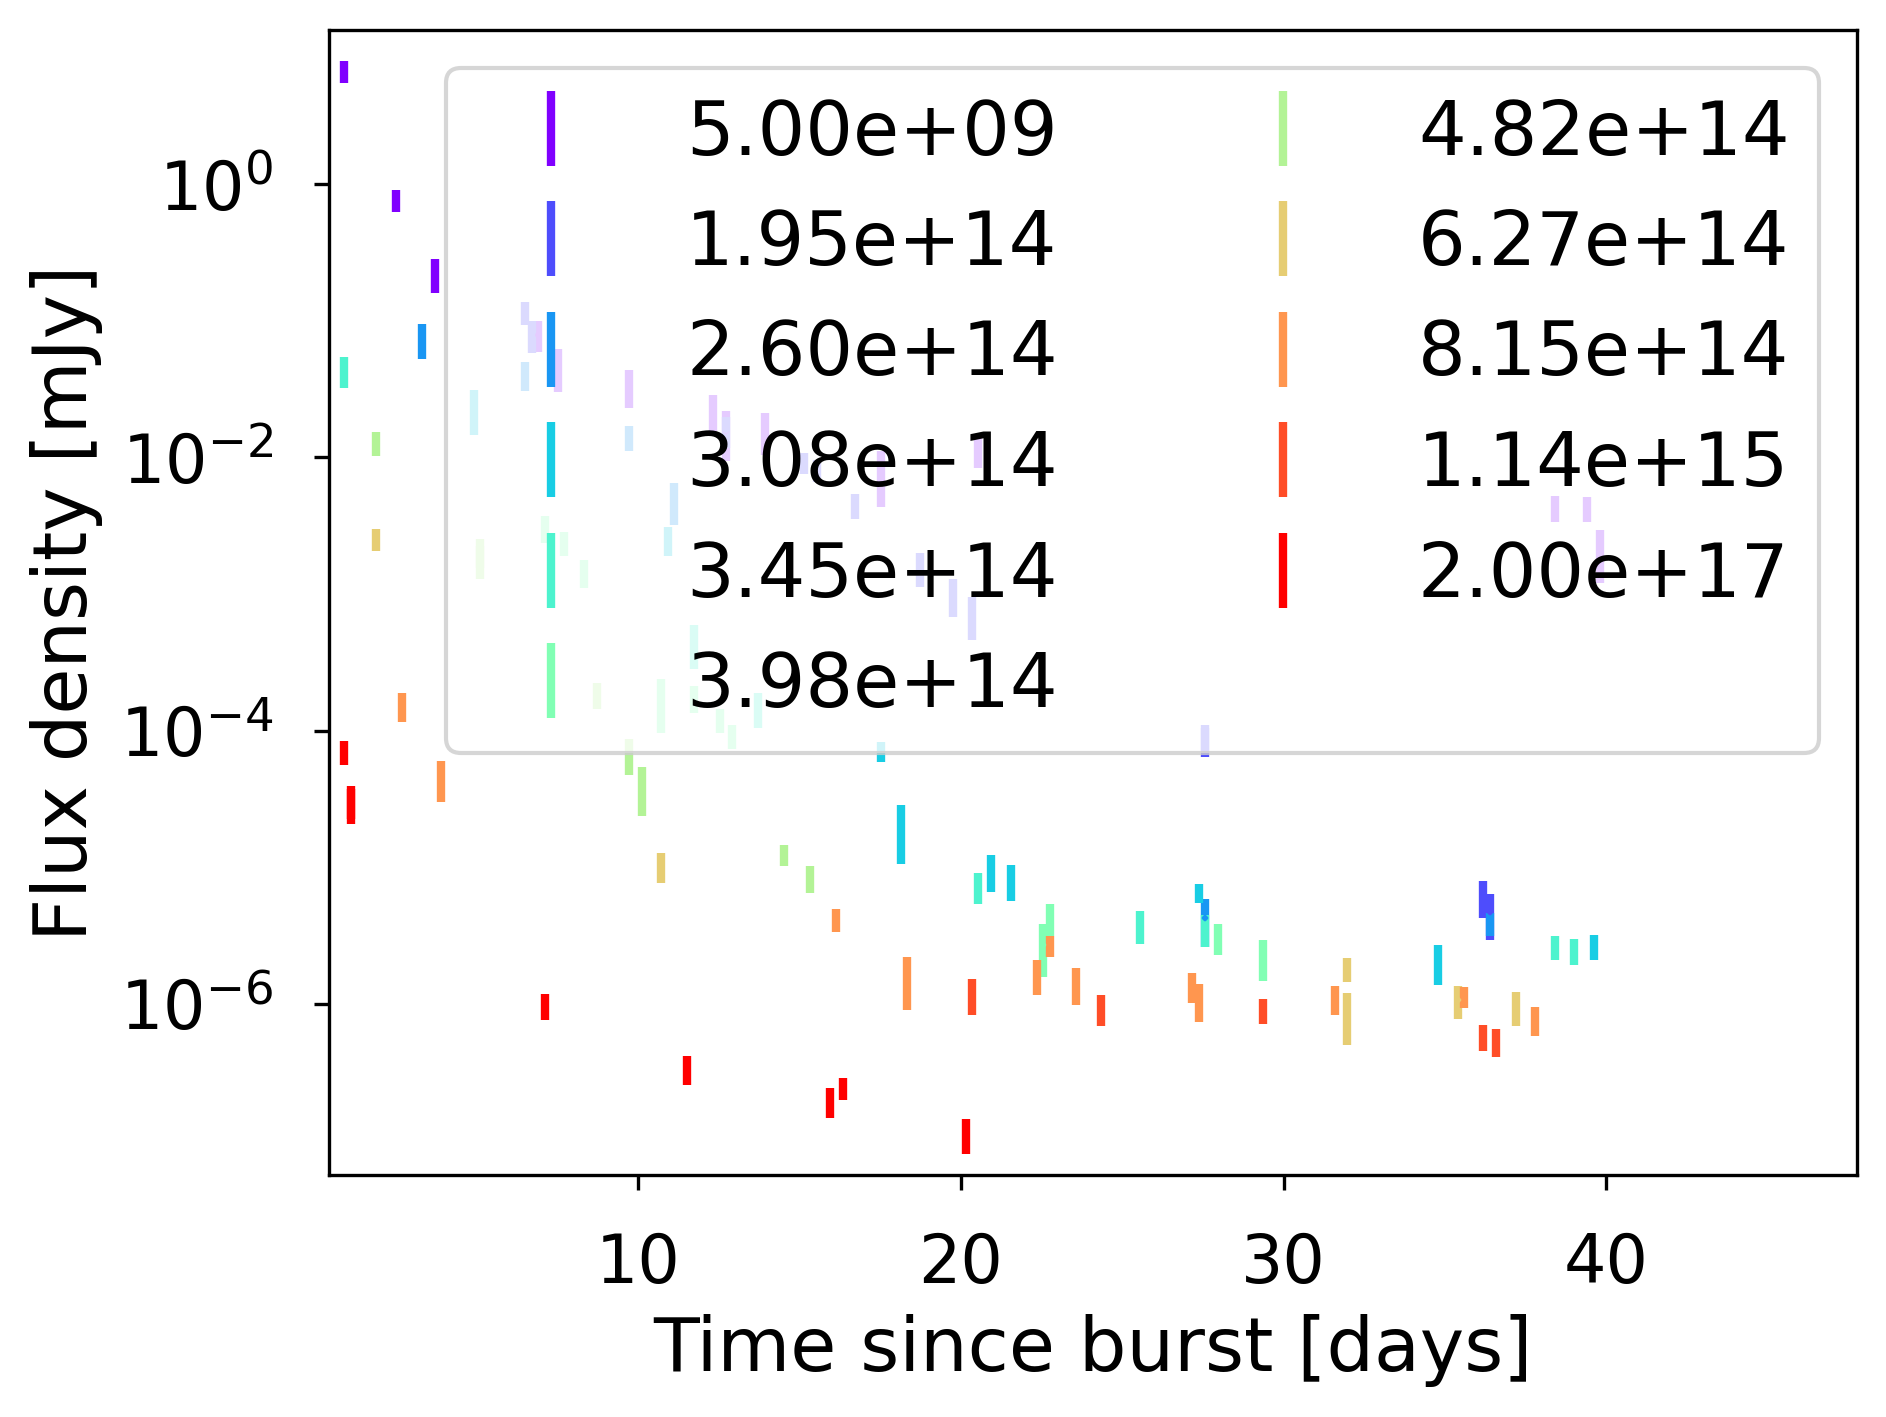 Flux density [mJy]
10⁰
10⁻²
10⁻⁴
10⁻⁶
5.00e+09
1.95e+14
2.60e+14
3.08e+14
3.45e+14
3.98e+14
4.82e+14
6.27e+14
8.15e+14
1.14e+15
2.00e+17
10 20 30 40
Time since burst [days]